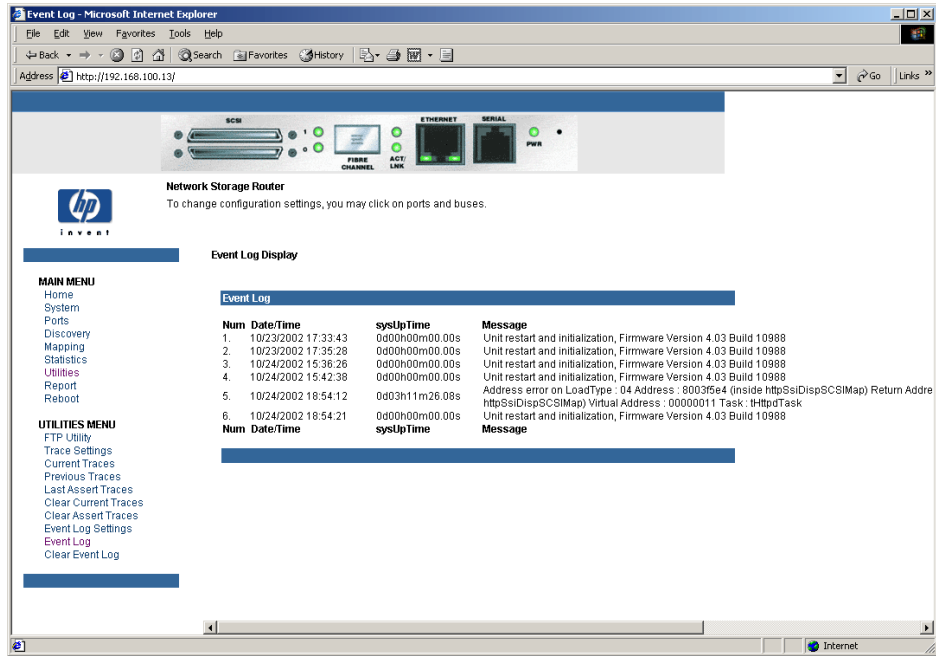 Event Log - Microsoft Internet Explorer
File Edit View Favorites Tools Help
Back Search Favorites History
Address http://192.168.100.13/ Go Links »
SCSI ETHERNET SERIAL
1
0
FIBRE CHANNEL
ACT/ LNK
PWR
hp
invent
Network Storage Router
To change configuration settings, you may click on ports and buses.
Event Log Display
MAIN MENU
Home
System
Ports
Discovery
Mapping
Statistics
Utilities
Report
Reboot
UTILITIES MENU
FTP Utility
Trace Settings
Current Traces
Previous Traces
Last Assert Traces
Clear Current Traces
Clear Assert Traces
Event Log Settings
Event Log
Clear Event Log
Event Log
Num Date/Time sysUpTime Message
1. 10/23/2002 17:33:43 0d00h00m00.00s Unit restart and initialization, Firmware Version 4.03 Build 10988
2. 10/23/2002 17:35:28 0d00h00m00.00s Unit restart and initialization, Firmware Version 4.03 Build 10988
3. 10/24/2002 15:36:26 0d00h00m00.00s Unit restart and initialization, Firmware Version 4.03 Build 10988
4. 10/24/2002 15:42:38 0d00h00m00.00s Unit restart and initialization, Firmware Version 4.03 Build 10988
5. 10/24/2002 18:54:12 0d03h11m26.08s Address error on LoadType : 04 Address : 8003f5e4 (inside httpSsiDispSCSIMap) Return Addre
httpSsiDispSCSIMap) Virtual Address : 00000011 Task : tHttpdTask
6. 10/24/2002 18:54:21 0d00h00m00.00s Unit restart and initialization, Firmware Version 4.03 Build 10988
Num Date/Time sysUpTime Message
Internet